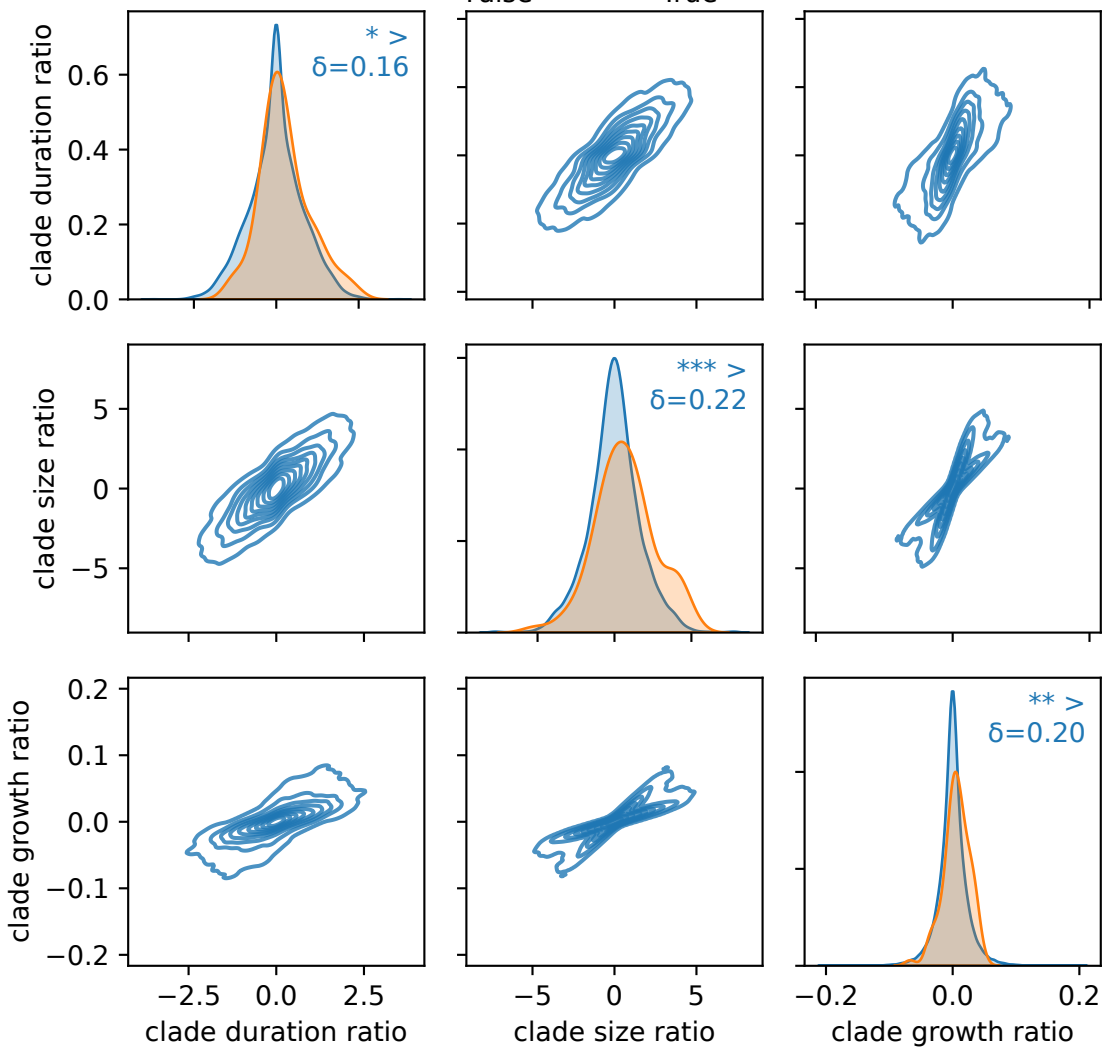 * >
δ=0.16
clade duration ratio
0.6
0.4
0.2
0.0
*** >
δ=0.22
clade size ratio
5
0
−5
** >
δ=0.20
clade growth ratio
0.2
0.1
0.0
−0.1
−0.2
−2.5 0.0 2.5
−5 0 5
−0.2 0.0 0.2
clade duration ratio
clade size ratio
clade growth ratio